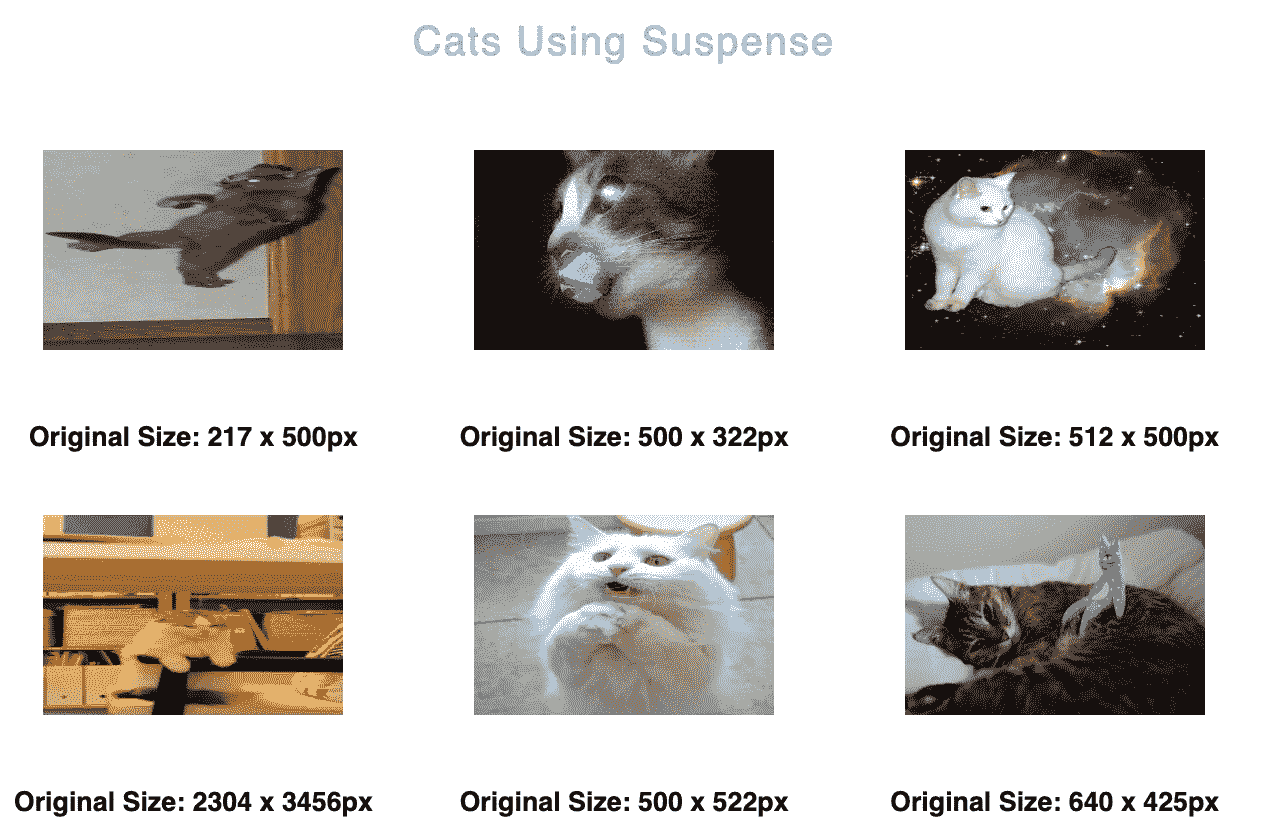 Cats Using Suspense
Original Size: 217 x 500px
Original Size: 500 x 322px
Original Size: 512 x 500px
Original Size: 2304 x 3456px
Original Size: 500 x 522px
Original Size: 640 x 425px